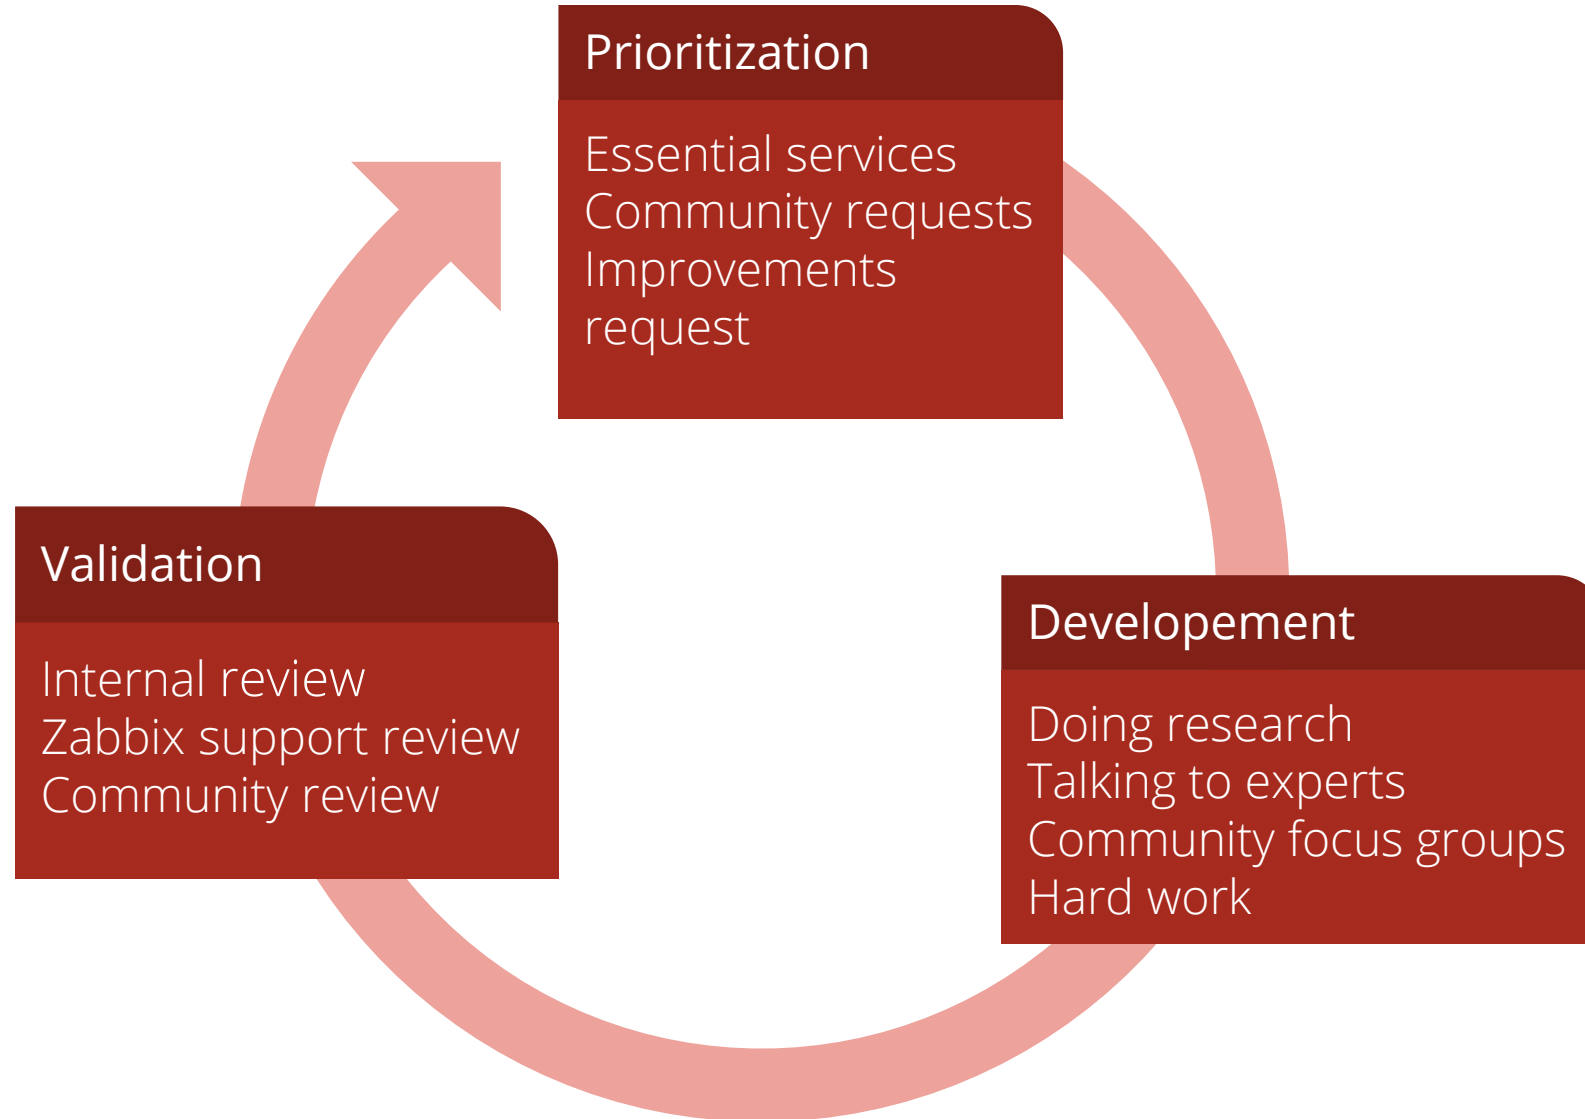 Prioritization
Essential services
Community requests
Improvements
request
Validation
Internal review
Zabbix support review
Community review
Developement
Doing research
Talking to experts
Community focus groups
Hard work